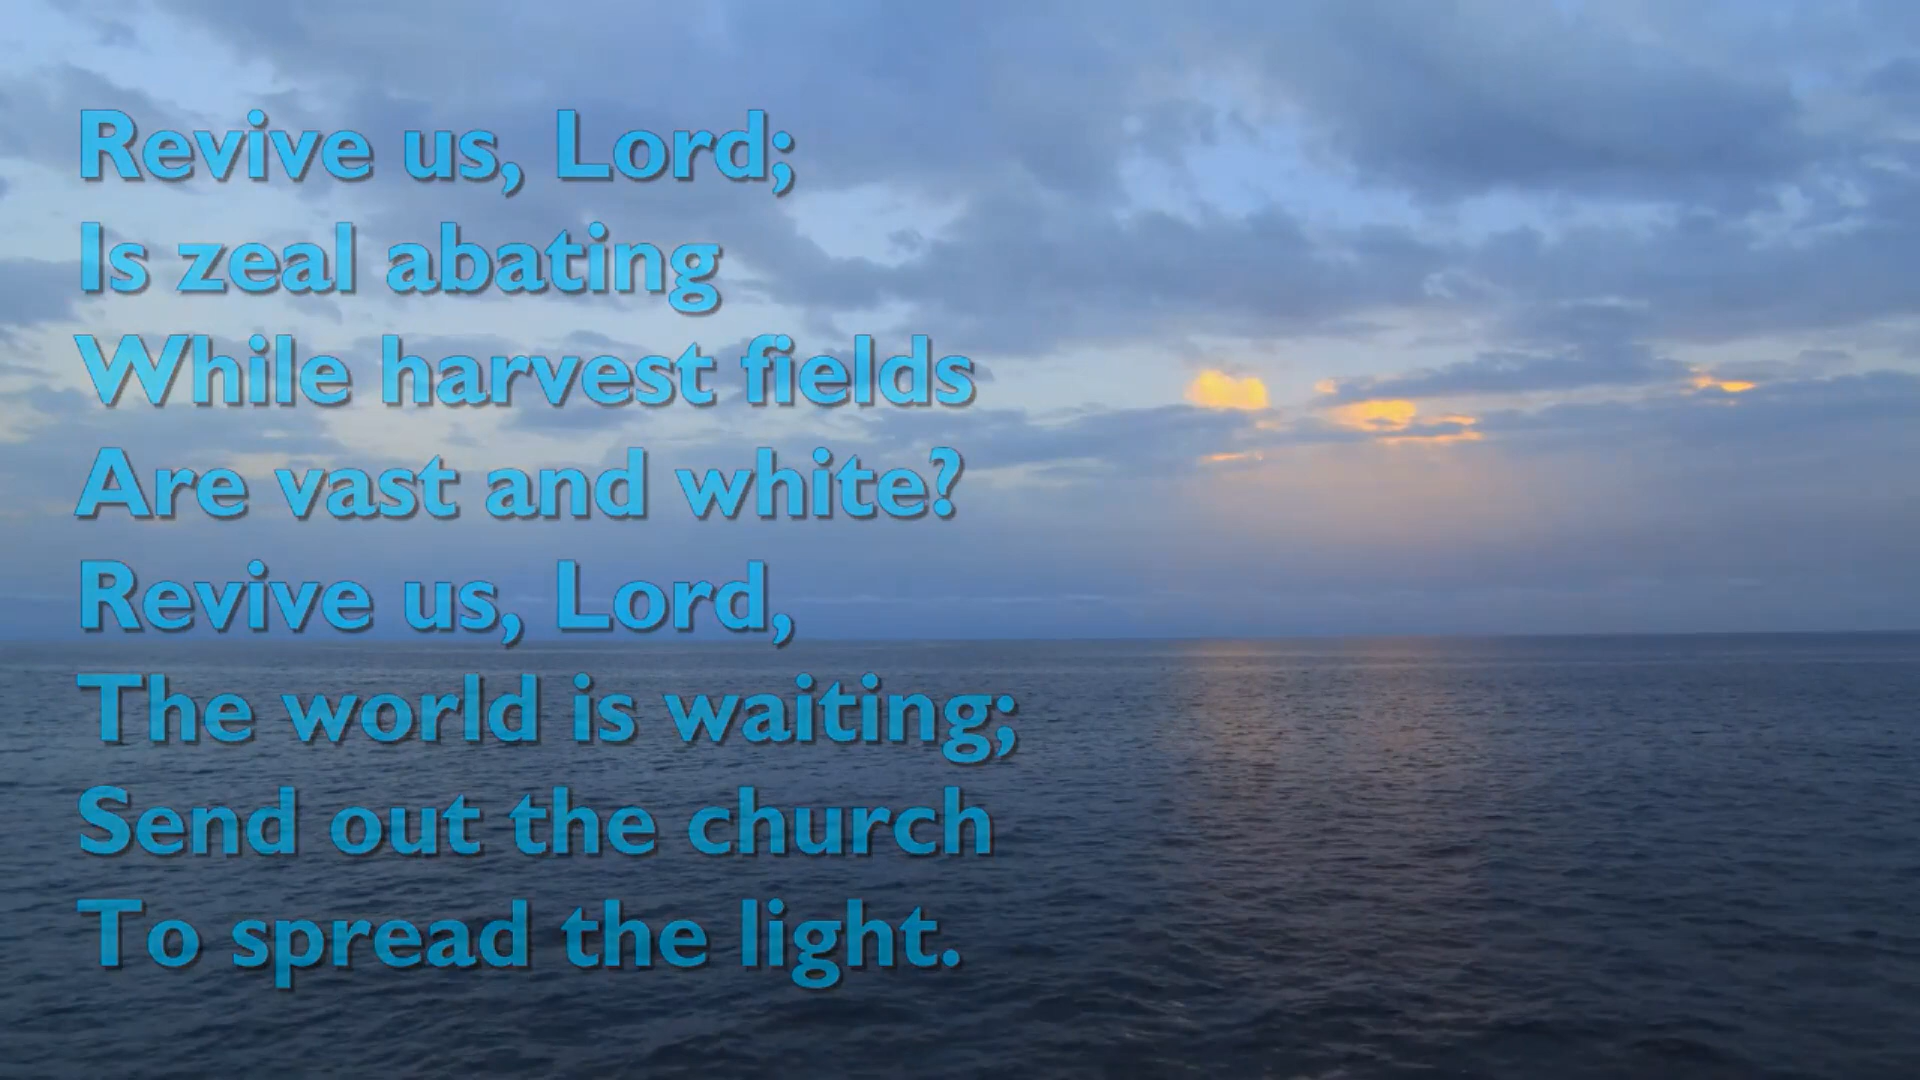 Revive us, Lord;
Is zeal abating
While harvest fields
Are vast and white?
Revive us, Lord,
The world is waiting;
Send out the church
To spread the light.